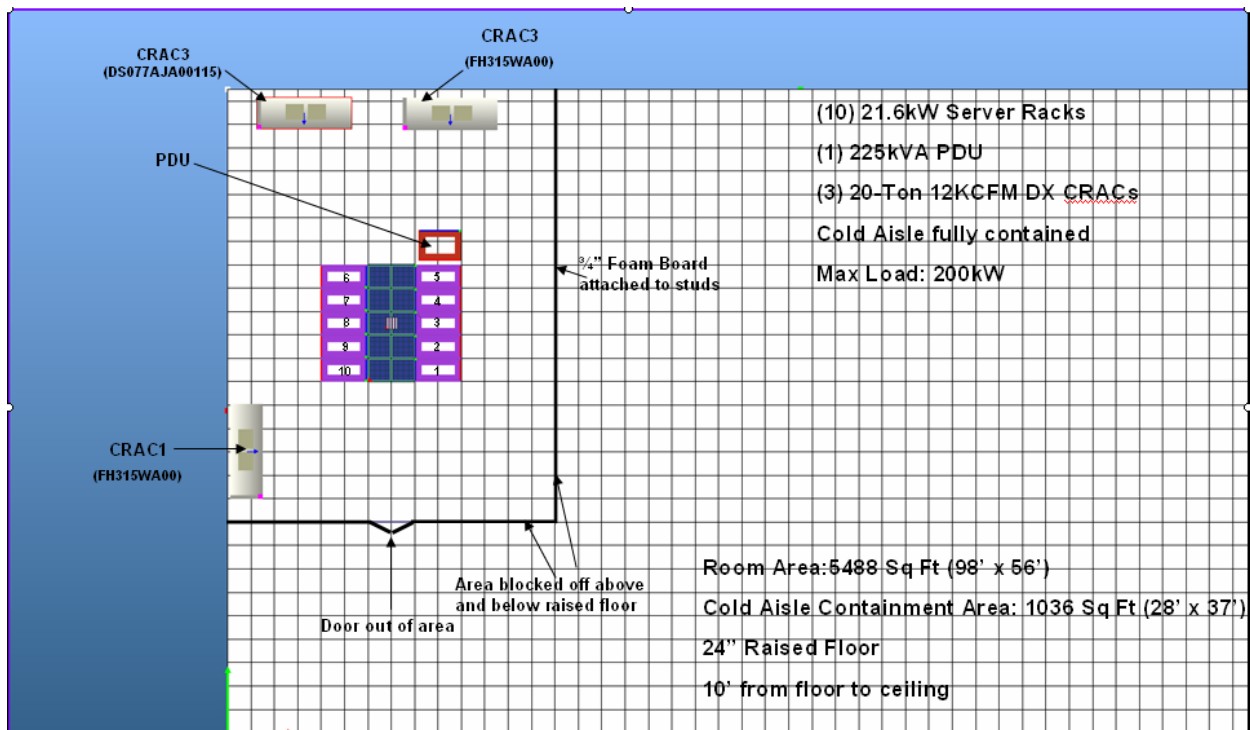 CRAC3
(DS077AJA00115)
CRAC3
(FH315WA00)
(10) 21.6kW Server Racks
(1) 225kVA PDU
(3) 20-Ton 12KCFM DX CRACs
Cold Aisle fully contained
Max Load: 200kW
PDU
¾” Foam Board
attached to studs
6
5
7
4
8
3
9
2
10
1
CRAC1
(FH315WA00)
Area blocked off above
and below raised floor
Door out of area
Room Area:5488 Sq Ft (98’ x 56’)
Cold Aisle Containment Area: 1036 Sq Ft (28’ x 37’)
24” Raised Floor
10’ from floor to ceiling